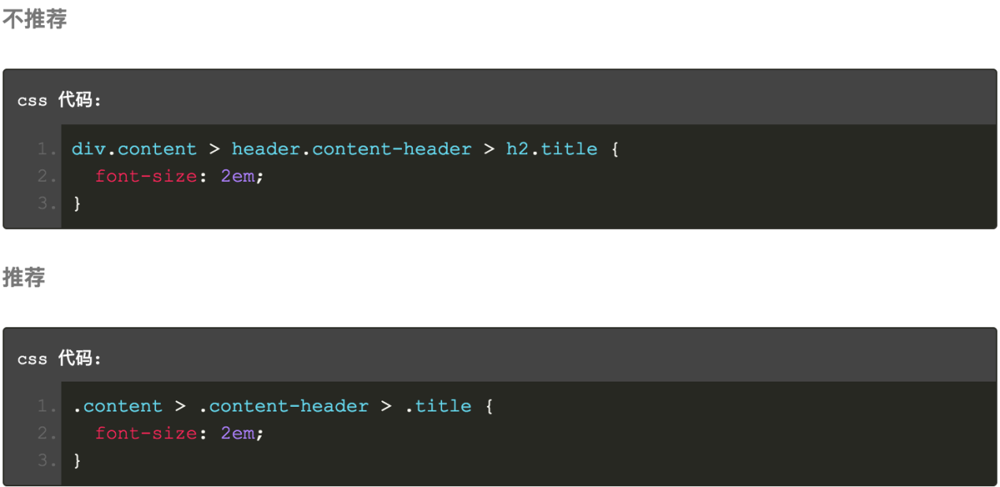 不推荐
css 代码:
1. div.content > header.content-header > h2.title {
2.   font-size: 2em;
3. }
推荐
css 代码:
1. .content > .content-header > .title {
2.   font-size: 2em;
3. }